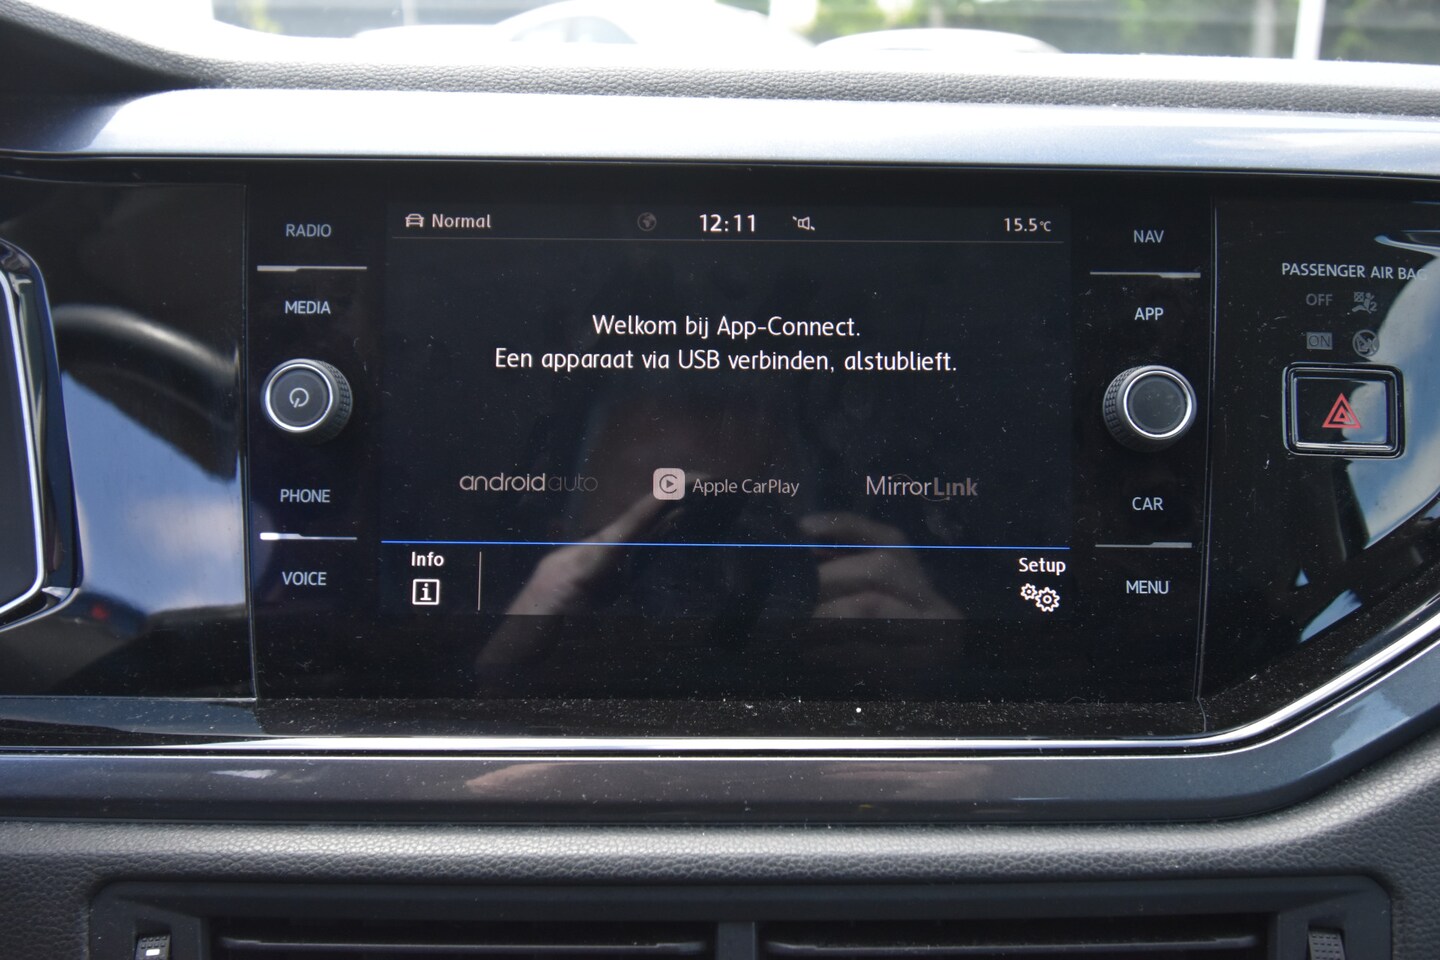 RADIO
MEDIA
PHONE
VOICE
Normal
12:11
15.5°C
Welkom bij App-Connect.
Een apparaat via USB verbinden, alstublieft.
androidauto
Apple CarPlay
MirrorLink
Info
Setup
NAV
APP
CAR
MENU
PASSENGER AIR BAG
OFF
ON